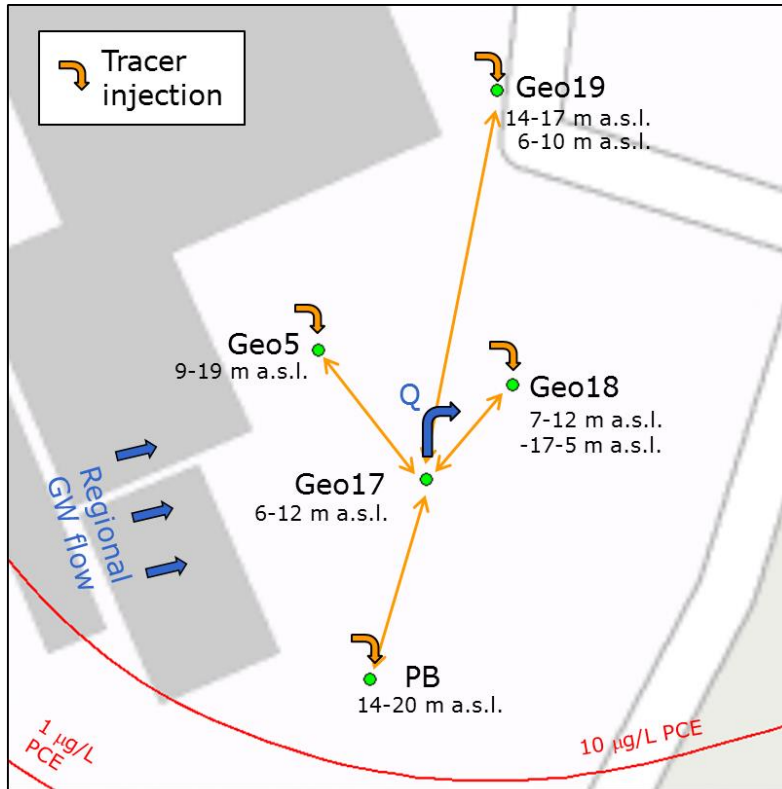 Tracer
injection
Geo19
14-17 m a.s.l.
6-10 m a.s.l.
Geo5
9-19 m a.s.l.
Geo18
7-12 m a.s.l.
-17-5 m a.s.l.
Q
Geo17
6-12 m a.s.l.
Regional
GW flow
PB
14-20 m a.s.l.
1 µg/L
PCE
10 µg/L PCE